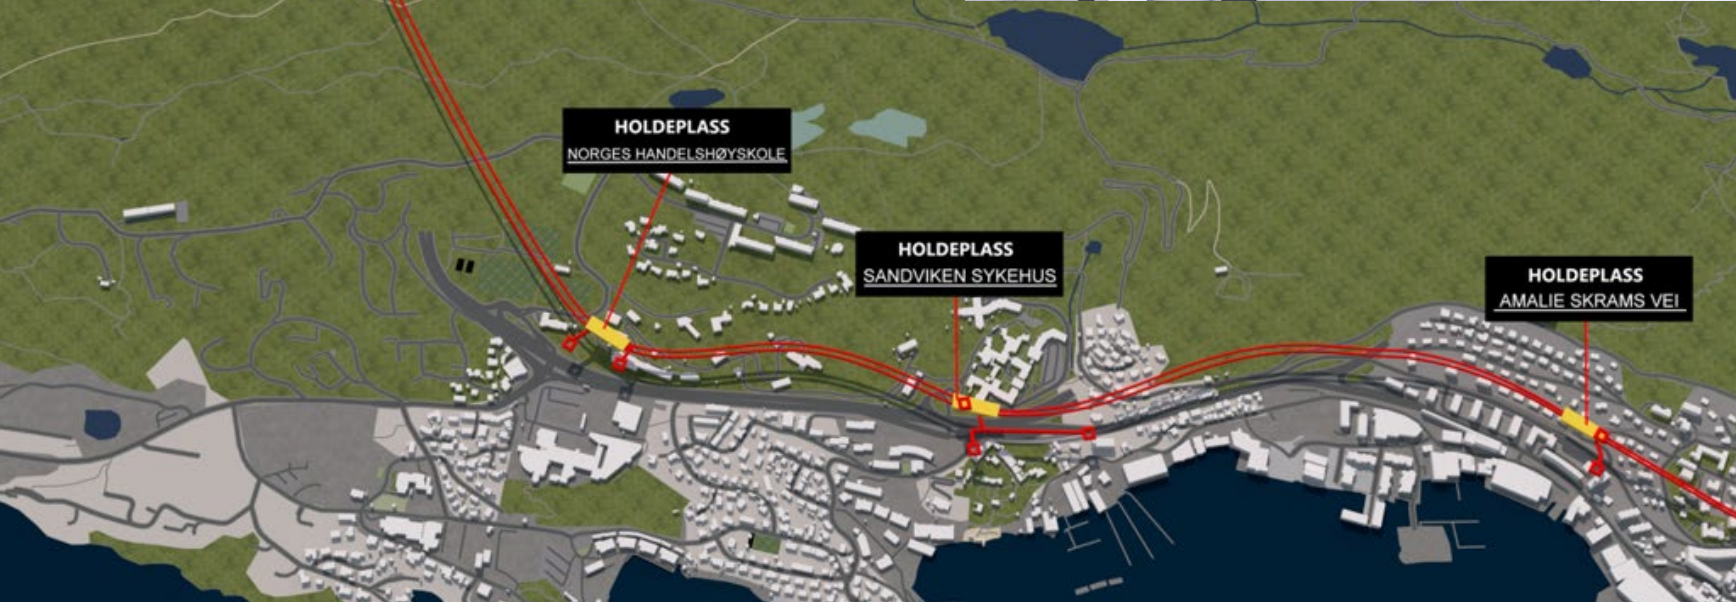 HOLDEPLASS
NORGES HANDELSHØYSKOLE
HOLDEPLASS
SANDVIKEN SYKEHUS
HOLDEPLASS
AMALIE SKRAMS VEI